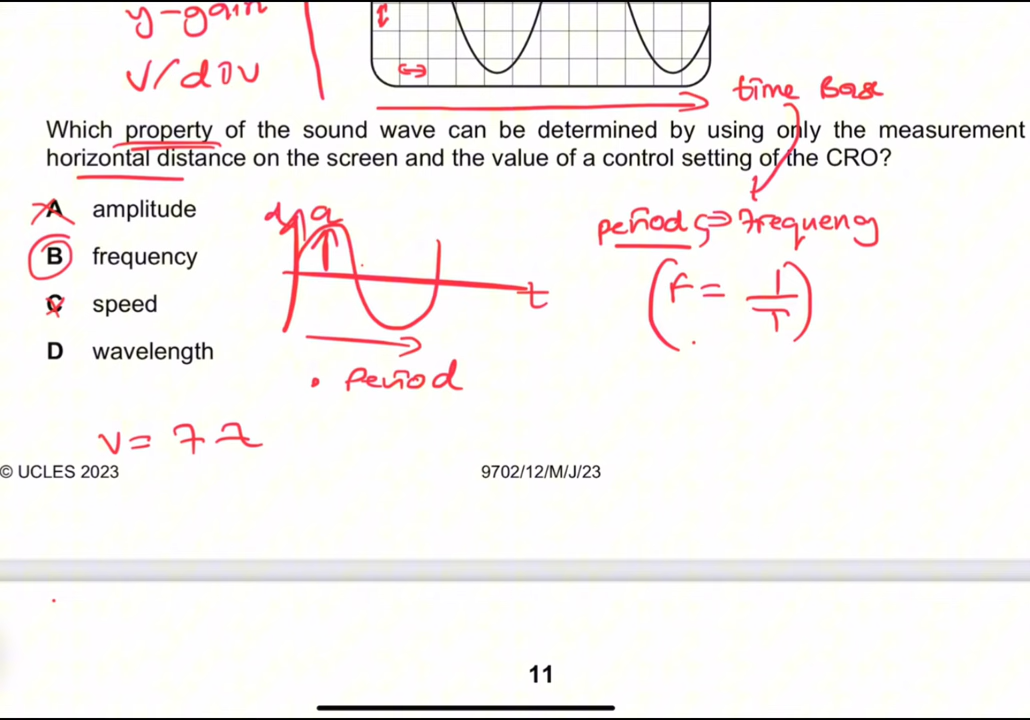 y-gain
v/div
time Base
Which property of the sound wave can be determined by using only the measurement
horizontal distance on the screen and the value of a control setting of the CRO?
A amplitude
period ⇒ frequency
B frequency
(F = 1/T)
C speed
t
D wavelength
Period
v = f λ
© UCLES 2023 9702/12/M/J/23
11